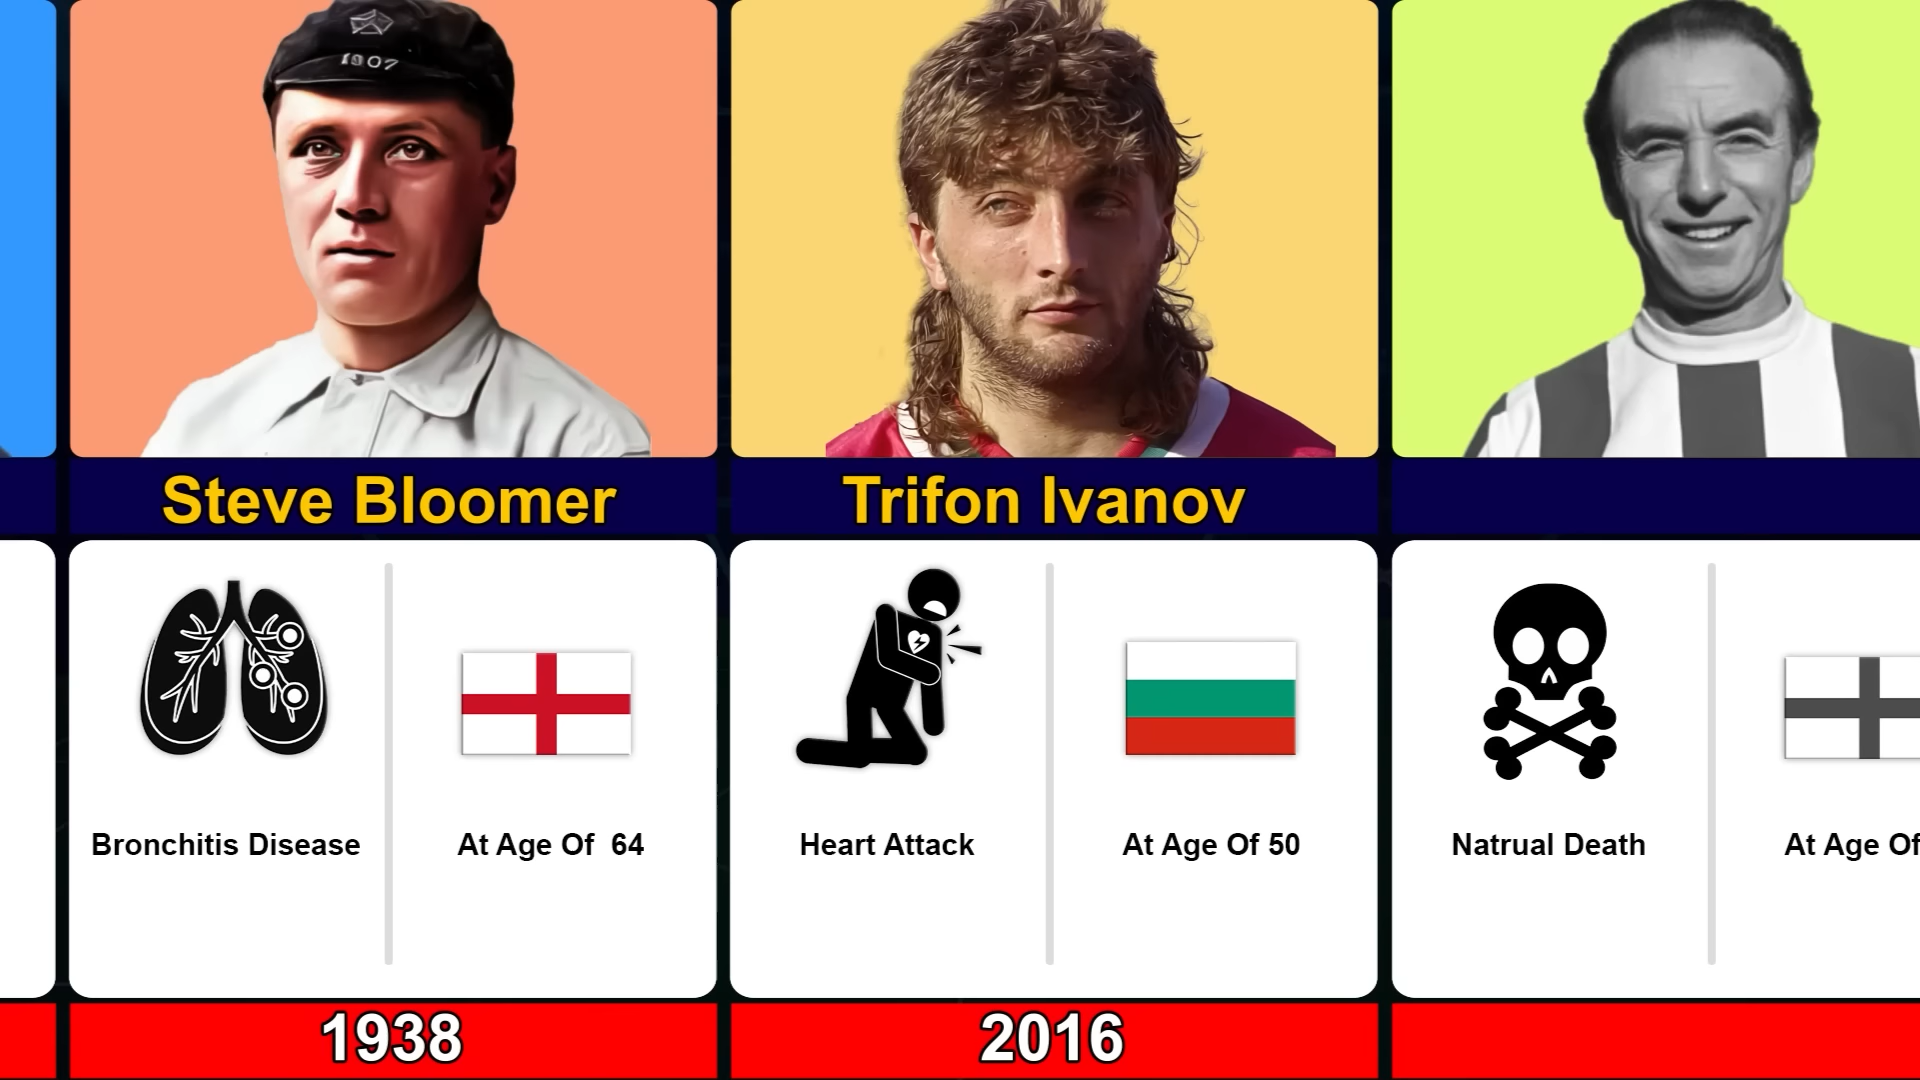 1907
Steve Bloomer
Trifon Ivanov
Bronchitis Disease
At Age Of 64
Heart Attack
At Age Of 50
Natrual Death
At Age Of
1938
2016